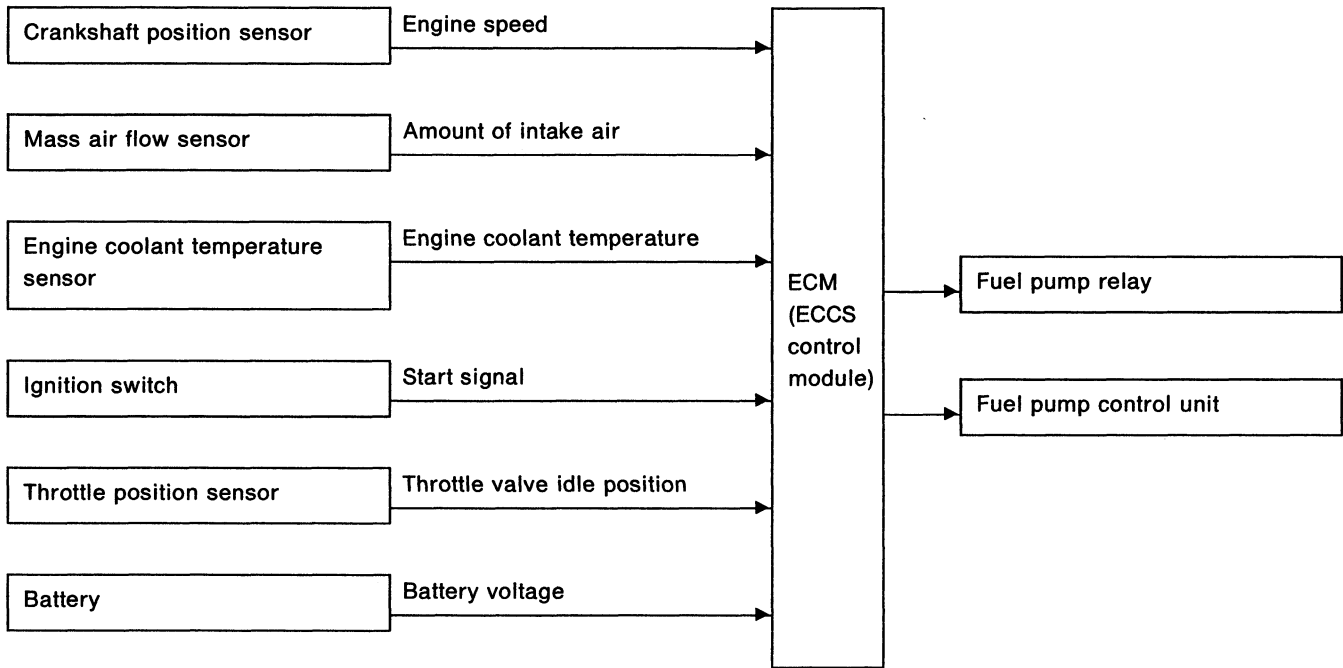 Crankshaft position sensor
Engine speed
Mass air flow sensor
Amount of intake air
Engine coolant temperature
sensor
Engine coolant temperature
Ignition switch
Start signal
Throttle position sensor
Throttle valve idle position
Battery
Battery voltage
ECM
(ECCS
control
module)
Fuel pump relay
Fuel pump control unit